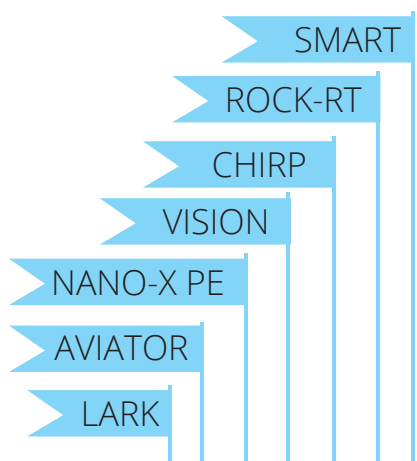 SMART
ROCK-RT
CHIRP
VISION
NANO-X PE
AVIATOR
LARK